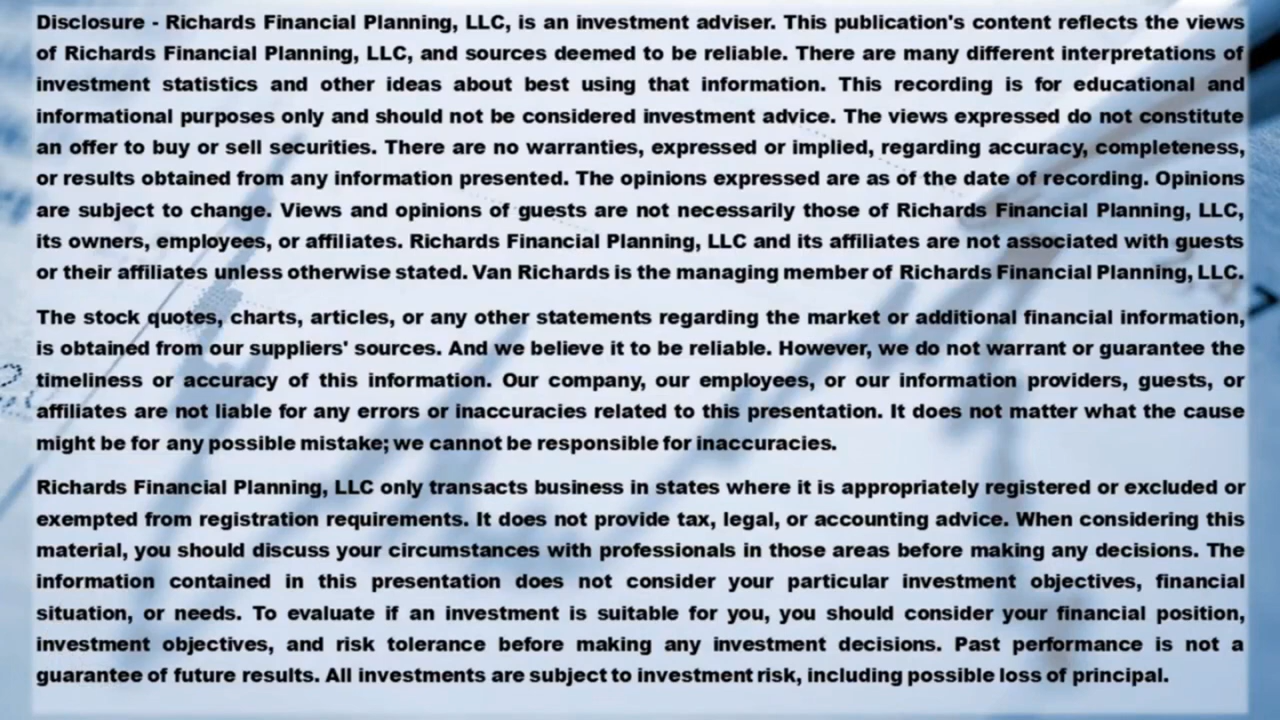 Disclosure - Richards Financial Planning, LLC, is an investment adviser. This publication's content reflects the views
of Richards Financial Planning, LLC, and sources deemed to be reliable. There are many different interpretations of
investment statistics and other ideas about best using that information. This recording is for educational and
informational purposes only and should not be considered investment advice. The views expressed do not constitute
an offer to buy or sell securities. There are no warranties, expressed or implied, regarding accuracy, completeness,
or results obtained from any information presented. The opinions expressed are as of the date of recording. Opinions
are subject to change. Views and opinions of guests are not necessarily those of Richards Financial Planning, LLC,
its owners, employees, or affiliates. Richards Financial Planning, LLC and its affiliates are not associated with guests
or their affiliates unless otherwise stated. Van Richards is the managing member of Richards Financial Planning, LLC.
The stock quotes, charts, articles, or any other statements regarding the market or additional financial information,
is obtained from our suppliers' sources. And we believe it to be reliable. However, we do not warrant or guarantee the
timeliness or accuracy of this information. Our company, our employees, or our information providers, guests, or
affiliates are not liable for any errors or inaccuracies related to this presentation. It does not matter what the cause
might be for any possible mistake; we cannot be responsible for inaccuracies.
Richards Financial Planning, LLC only transacts business in states where it is appropriately registered or excluded or
exempted from registration requirements. It does not provide tax, legal, or accounting advice. When considering this
material, you should discuss your circumstances with professionals in those areas before making any decisions. The
information contained in this presentation does not consider your particular investment objectives, financial
situation, or needs. To evaluate if an investment is suitable for you, you should consider your financial position,
investment objectives, and risk tolerance before making any investment decisions. Past performance is not a
guarantee of future results. All investments are subject to investment risk, including possible loss of principal.